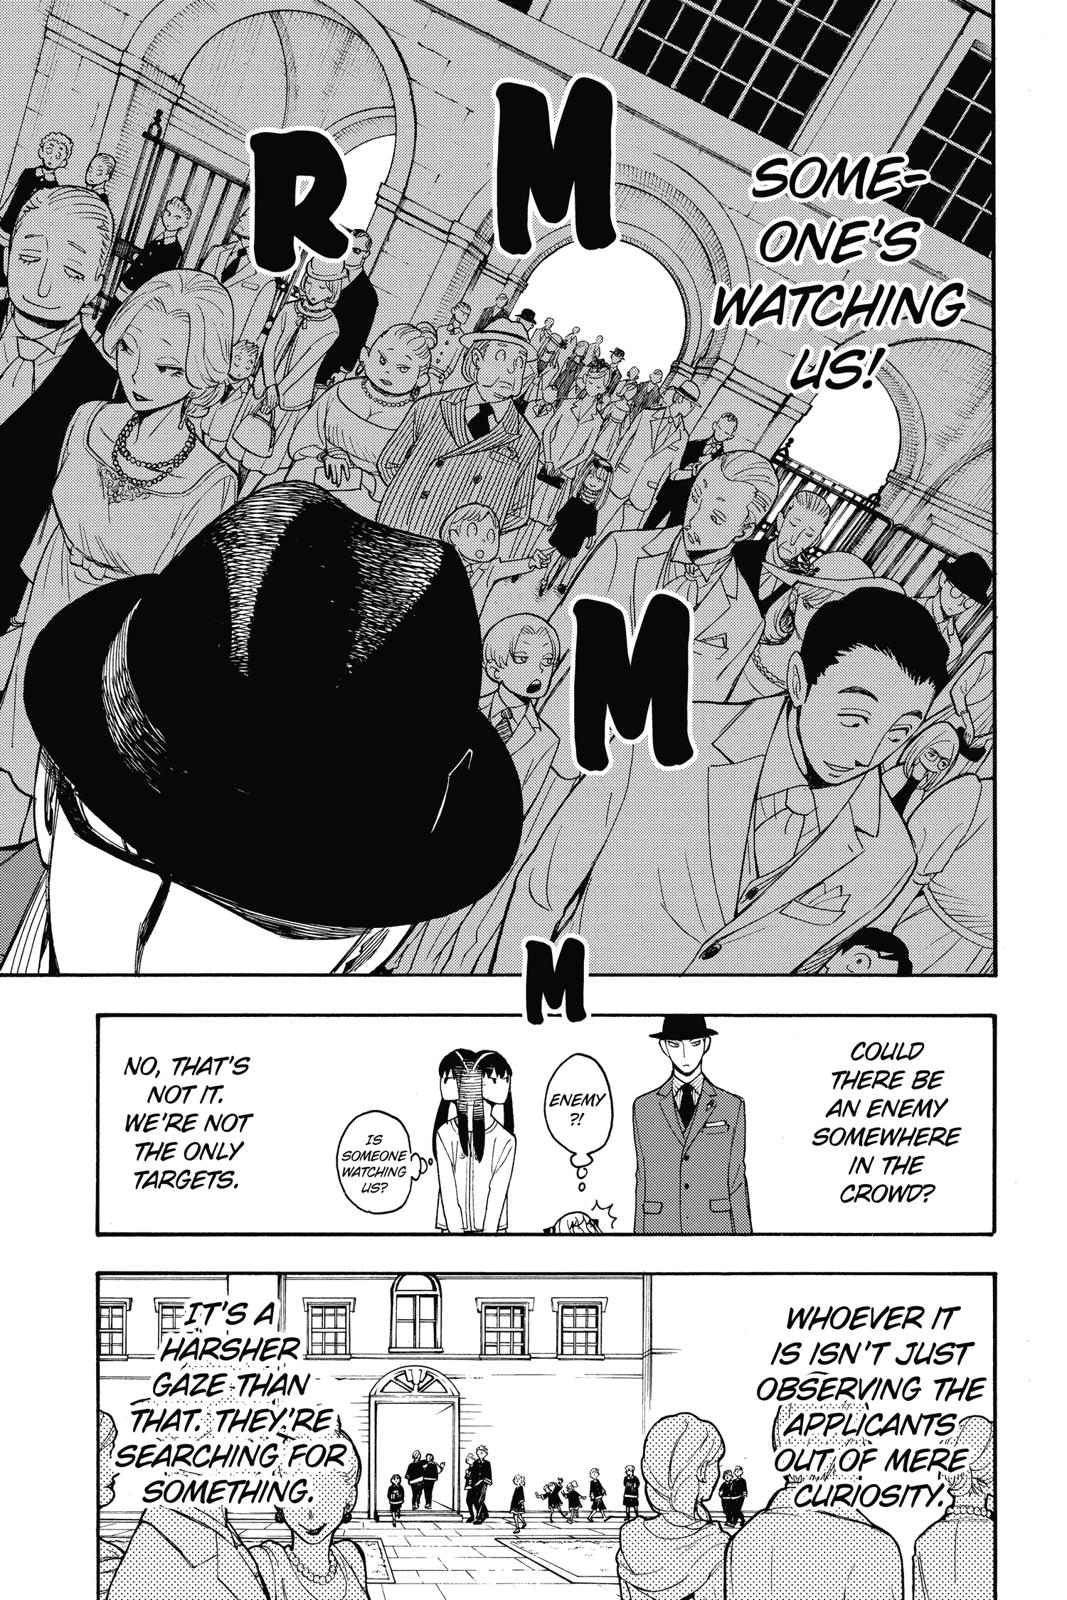 SOME-
ONE'S
WATCHING
US!
R
M
M
M
COULD
THERE BE
AN ENEMY
SOMEWHERE
IN THE
CROWD?
ENEMY
?!
IS
SOMEONE
WATCHING
US?
NO, THAT'S
NOT IT.
WE'RE NOT
THE ONLY
TARGETS.
WHOEVER IT
IS ISN'T JUST
OBSERVING THE
APPLICANTS
OUT OF MERE
CURIOSITY.
IT'S A
HARSHER
GAZE THAN
THAT. THEY'RE
SEARCHING FOR
SOMETHING.